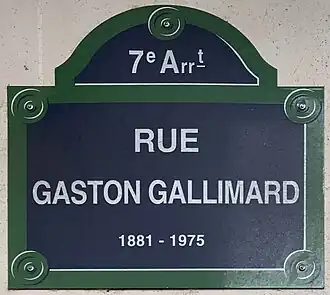 7e Arrt
RUE
GASTON GALLIMARD
1881 - 1975